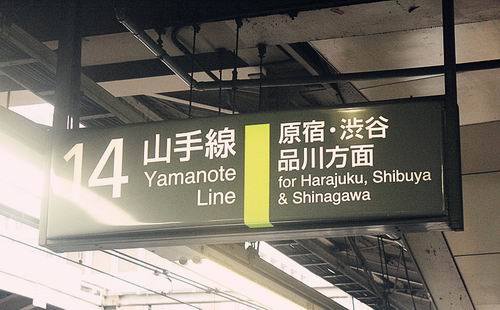 14
山手線
Yamanote
Line
原宿・渋谷
品川方面
for Harajuku, Shibuya
& Shinagawa